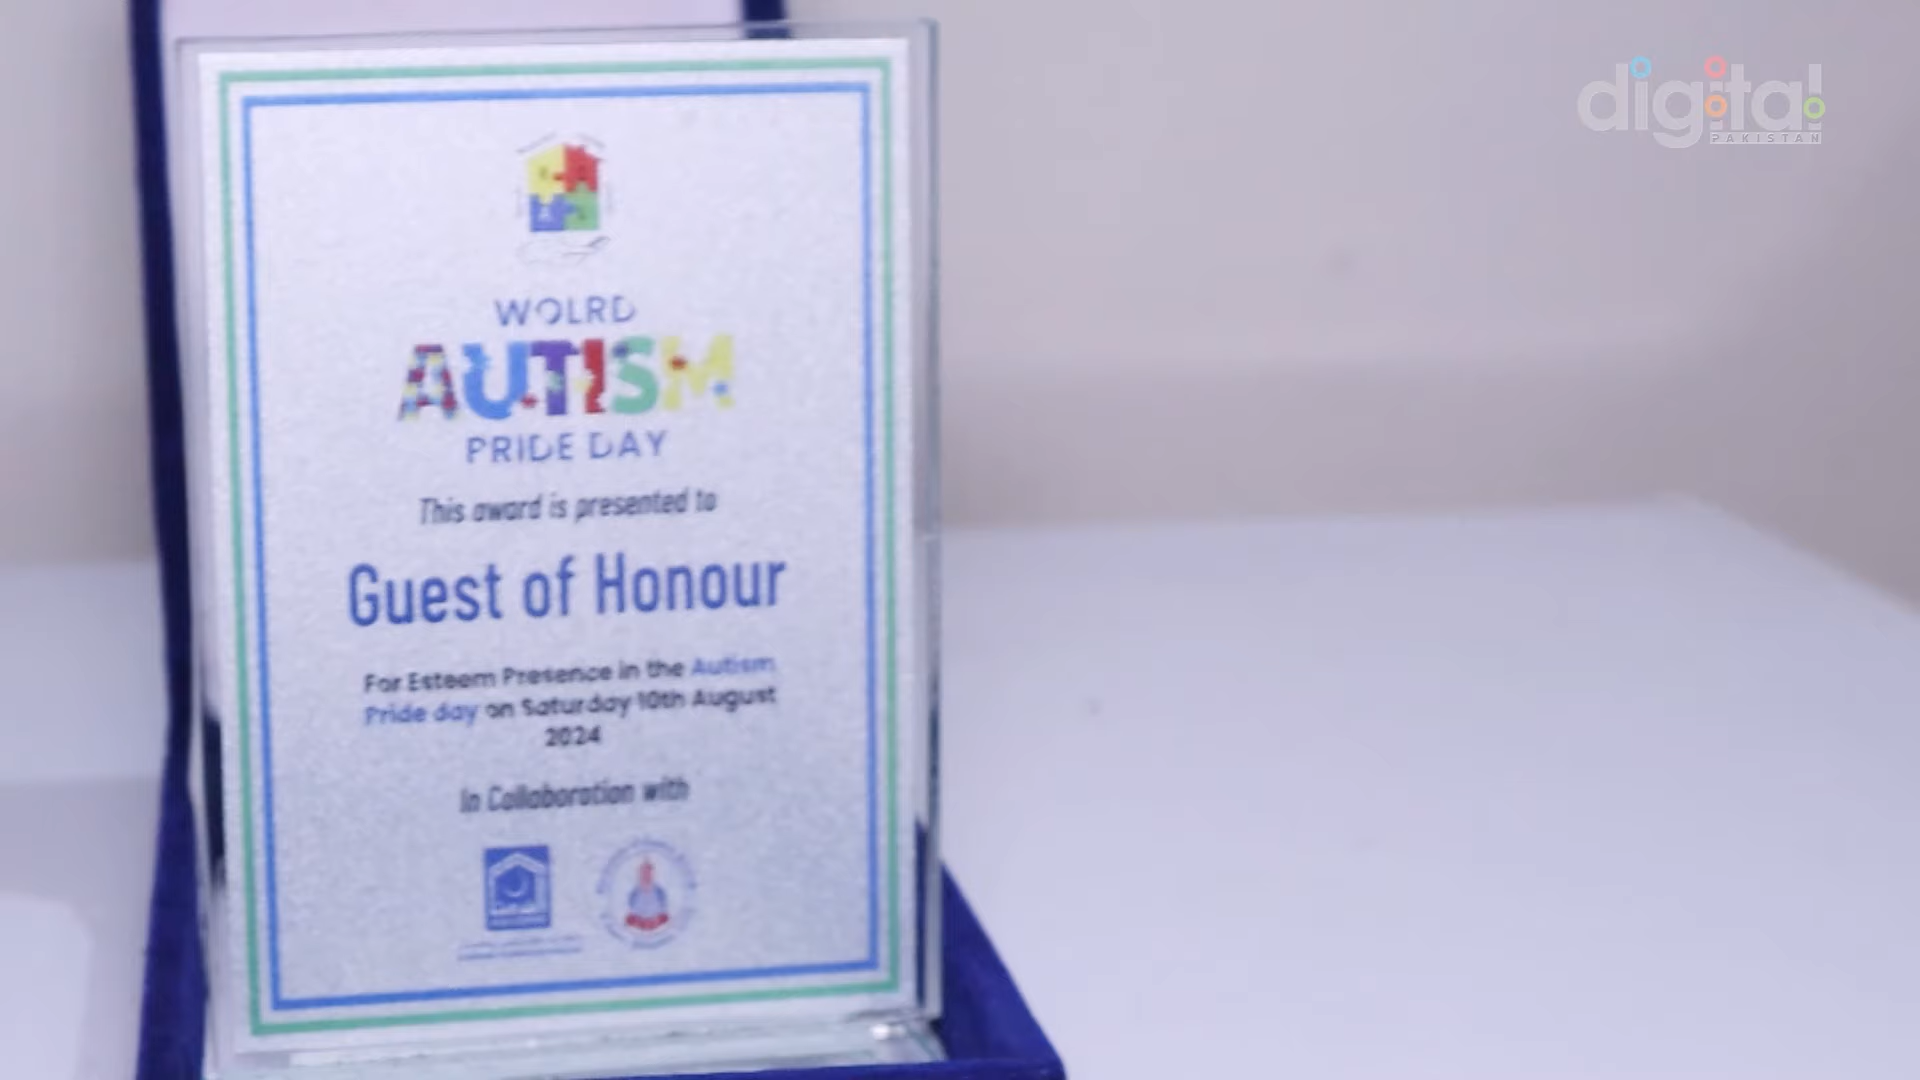 digital
PAKISTAN
WOLRD
AUTISM
PRIDE DAY
This award is presented to
Guest of Honour
For Esteem Presence in the Autism
Pride day on Saturday 10th August
2024
In Collaboration with